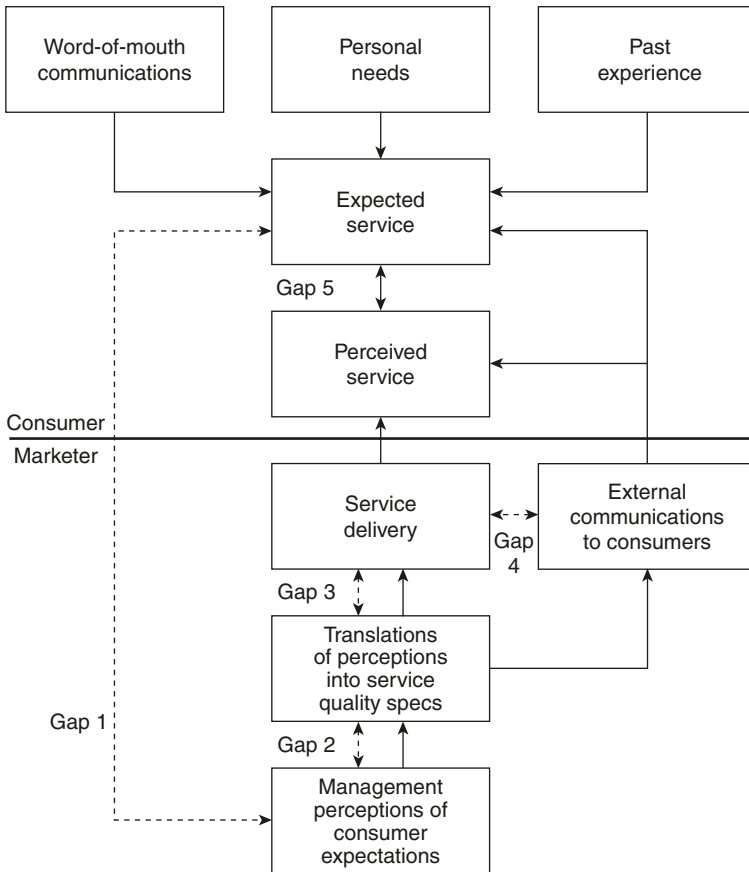 Word-of-mouth
communications
Personal
needs
Past
experience
Expected
service
Gap 5
Perceived
service
Consumer
Marketer
Service
delivery
Gap
4
External
communications
to consumers
Gap 3
Translations
of perceptions
into service
quality specs
Gap 1
Gap 2
Management
perceptions of
consumer
expectations